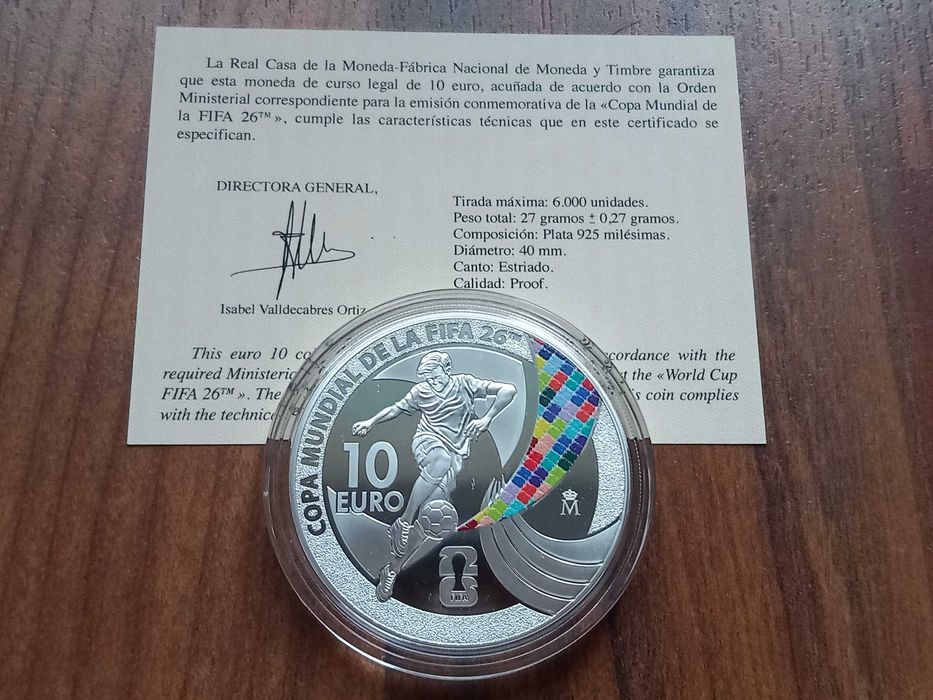 La Real Casa de la Moneda-Fábrica Nacional de Moneda y Timbre garantiza
que esta moneda de curso legal de 10 euro, acuñada de acuerdo con la Orden
Ministerial correspondiente para la emisión conmemorativa de la «Copa Mundial de
la FIFA 26™», cumple las características técnicas que en este certificado se
especifican.
DIRECTORA GENERAL,
Isabel Valldecabres Ortiz
Tirada máxima: 6.000 unidades.
Peso total: 27 gramos ± 0,27 gramos.
Composición: Plata 925 milésimas.
Diámetro: 40 mm.
Canto: Estriado.
Calidad: Proof.
This euro 10 accordance with the
required the «World Cup
FIFA 26™». The coin complies
with the
COPA MUNDIAL DE LA FIFA 26™
10
EURO
M
26
FIFA